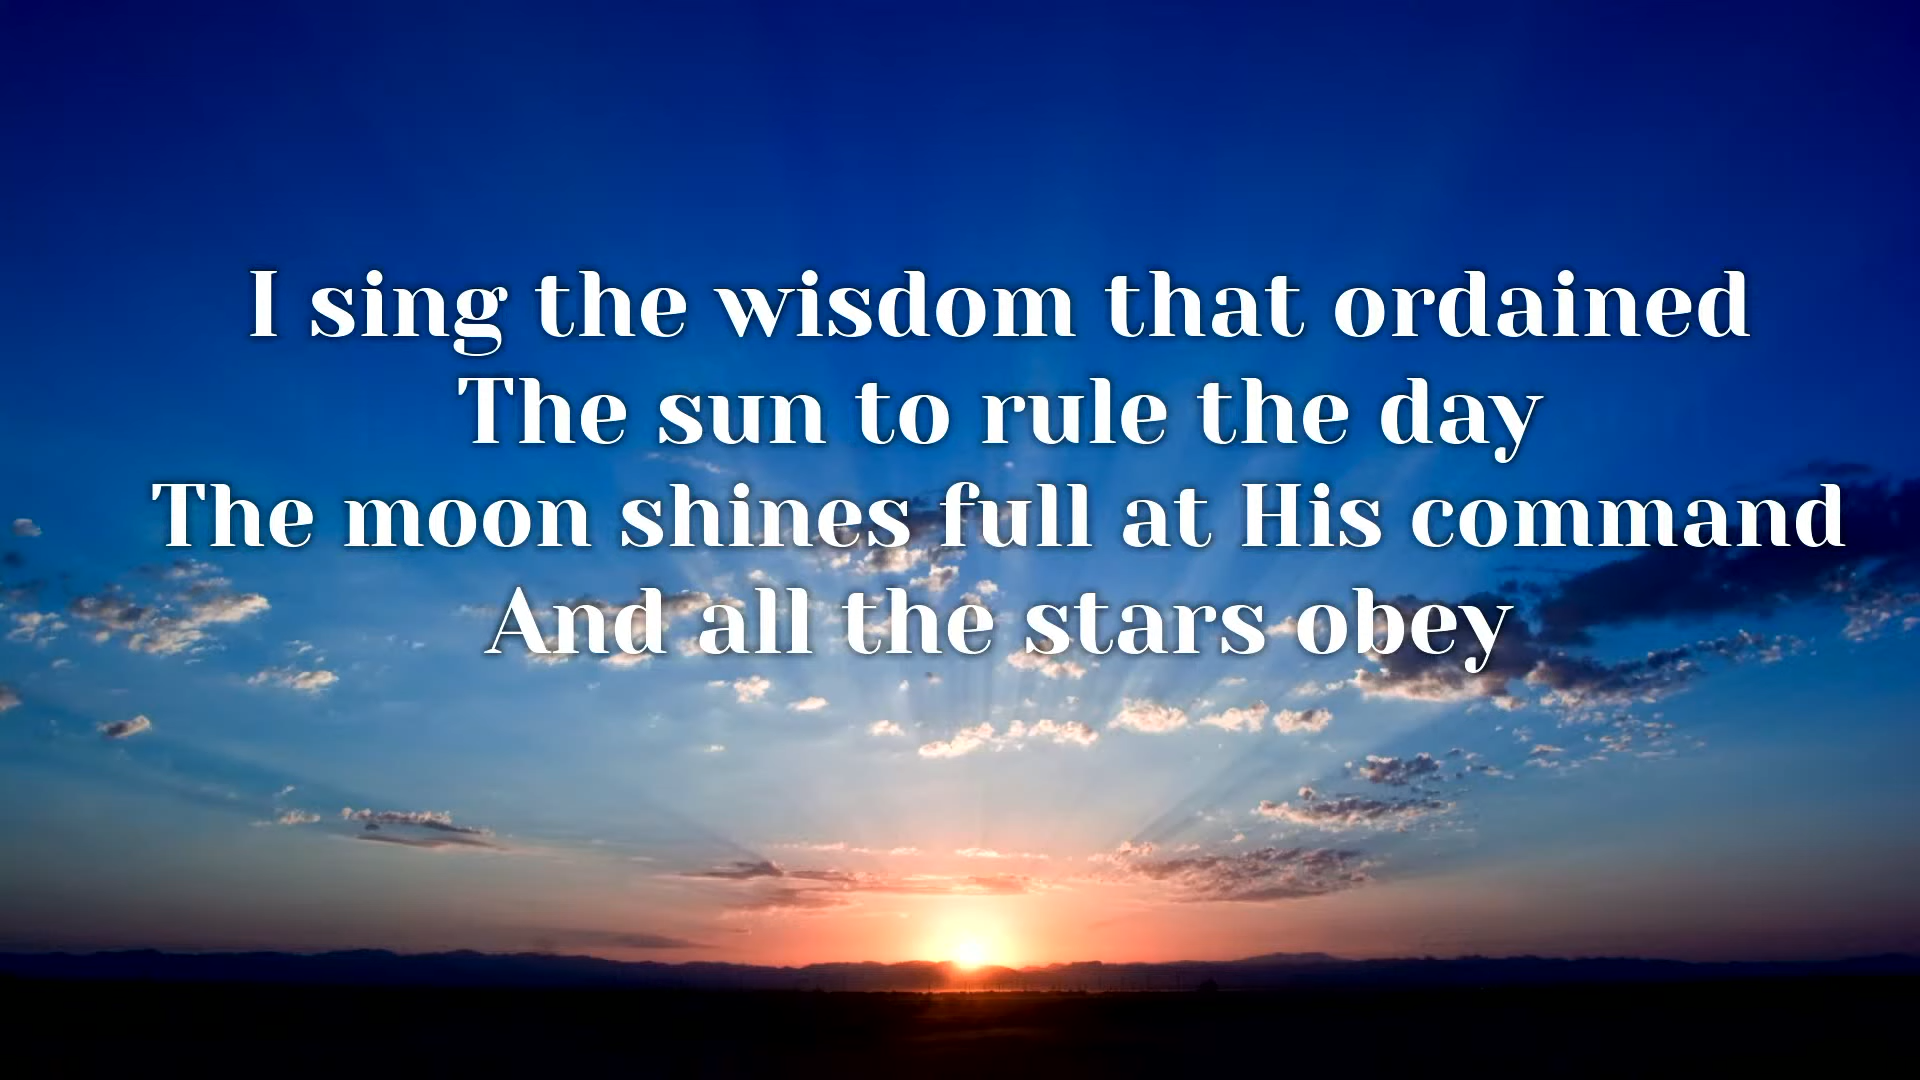 I sing the wisdom that ordained
The sun to rule the day
The moon shines full at His command
And all the stars obey